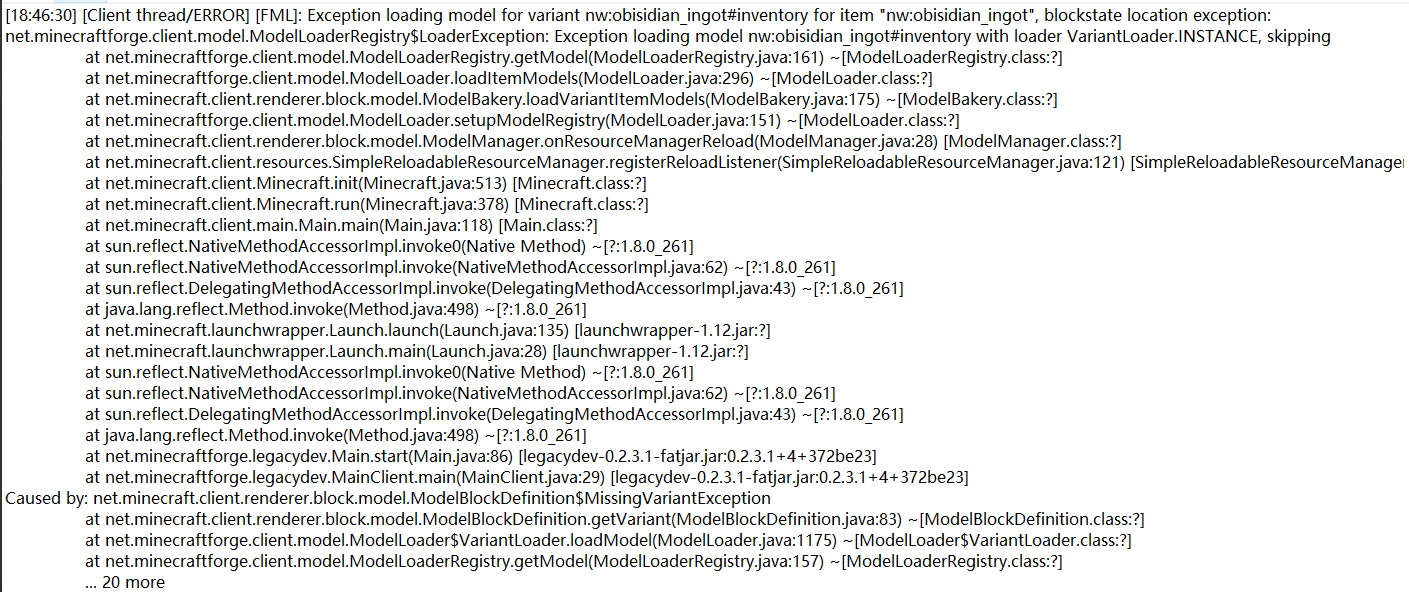 [18:46:30] [Client thread/ERROR] [FML]: Exception loading model for variant nw:obisidian_ingot#inventory for item "nw:obisidian_ingot", blockstate location exception:
net.minecraftforge.client.model.ModelLoaderRegistry$LoaderException: Exception loading model nw:obisidian_ingot#inventory with loader VariantLoader.INSTANCE, skipping
at net.minecraftforge.client.model.ModelLoaderRegistry.getModel(ModelLoaderRegistry.java:161) ~[ModelLoaderRegistry.class:?]
at net.minecraftforge.client.model.ModelLoader.loadItemModels(ModelLoader.java:296) ~[ModelLoader.class:?]
at net.minecraft.client.renderer.block.model.ModelBakery.loadVariantItemModels(ModelBakery.java:175) ~[ModelBakery.class:?]
at net.minecraftforge.client.model.ModelLoader.setupModelRegistry(ModelLoader.java:151) ~[ModelLoader.class:?]
at net.minecraft.client.renderer.block.model.ModelManager.onResourceManagerReload(ModelManager.java:28) [ModelManager.class:?]
at net.minecraft.client.resources.SimpleReloadableResourceManager.registerReloadListener(SimpleReloadableResourceManager.java:121) [SimpleReloadableResourceManager
at net.minecraft.client.Minecraft.init(Minecraft.java:513) [Minecraft.class:?]
at net.minecraft.client.Minecraft.run(Minecraft.java:378) [Minecraft.class:?]
at net.minecraft.client.main.Main.main(Main.java:118) [Main.class:?]
at sun.reflect.NativeMethodAccessorImpl.invoke0(Native Method) ~[?:1.8.0_261]
at sun.reflect.NativeMethodAccessorImpl.invoke(NativeMethodAccessorImpl.java:62) ~[?:1.8.0_261]
at sun.reflect.DelegatingMethodAccessorImpl.invoke(DelegatingMethodAccessorImpl.java:43) ~[?:1.8.0_261]
at java.lang.reflect.Method.invoke(Method.java:498) ~[?:1.8.0_261]
at net.minecraft.launchwrapper.Launch.launch(Launch.java:135) [launchwrapper-1.12.jar:?]
at net.minecraft.launchwrapper.Launch.main(Launch.java:28) [launchwrapper-1.12.jar:?]
at sun.reflect.NativeMethodAccessorImpl.invoke0(Native Method) ~[?:1.8.0_261]
at sun.reflect.NativeMethodAccessorImpl.invoke(NativeMethodAccessorImpl.java:62) ~[?:1.8.0_261]
at sun.reflect.DelegatingMethodAccessorImpl.invoke(DelegatingMethodAccessorImpl.java:43) ~[?:1.8.0_261]
at java.lang.reflect.Method.invoke(Method.java:498) ~[?:1.8.0_261]
at net.minecraftforge.legacydev.Main.start(Main.java:86) [legacydev-0.2.3.1-fatjar.jar:0.2.3.1+4+372be23]
at net.minecraftforge.legacydev.MainClient.main(MainClient.java:29) [legacydev-0.2.3.1-fatjar.jar:0.2.3.1+4+372be23]
Caused by: net.minecraft.client.renderer.block.model.ModelBlockDefinition$MissingVariantException
at net.minecraft.client.renderer.block.model.ModelBlockDefinition.getVariant(ModelBlockDefinition.java:83) ~[ModelBlockDefinition.class:?]
at net.minecraftforge.client.model.ModelLoader$VariantLoader.loadModel(ModelLoader.java:1175) ~[ModelLoader$VariantLoader.class:?]
at net.minecraftforge.client.model.ModelLoaderRegistry.getModel(ModelLoaderRegistry.java:157) ~[ModelLoaderRegistry.class:?]
... 20 more